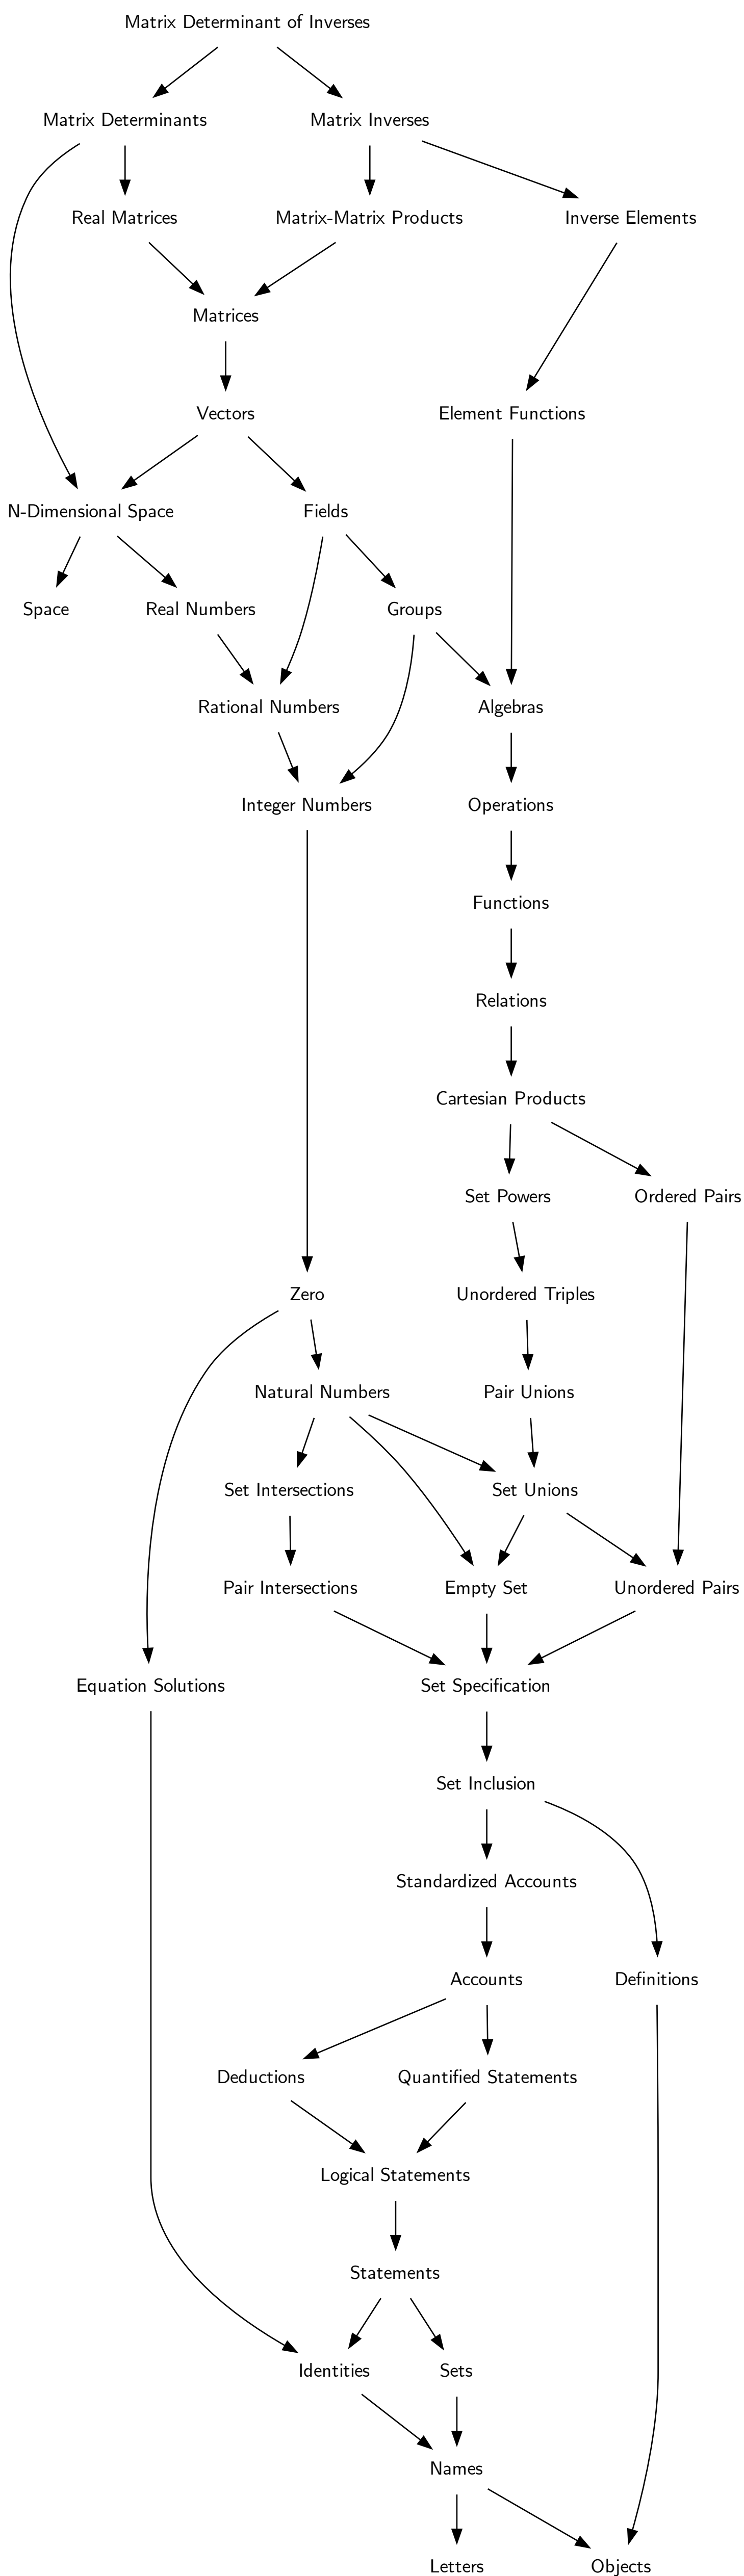 Matrix Determinant of Inverses
Matrix Determinants
Matrix Inverses
Real Matrices
Matrix-Matrix Products
Inverse Elements
Matrices
Vectors
Element Functions
N-Dimensional Space
Fields
Space
Real Numbers
Groups
Rational Numbers
Algebras
Integer Numbers
Operations
Functions
Relations
Cartesian Products
Set Powers
Ordered Pairs
Zero
Unordered Triples
Natural Numbers
Pair Unions
Set Intersections
Set Unions
Pair Intersections
Empty Set
Unordered Pairs
Equation Solutions
Set Specification
Set Inclusion
Standardized Accounts
Accounts
Definitions
Deductions
Quantified Statements
Logical Statements
Statements
Identities
Sets
Names
Letters
Objects